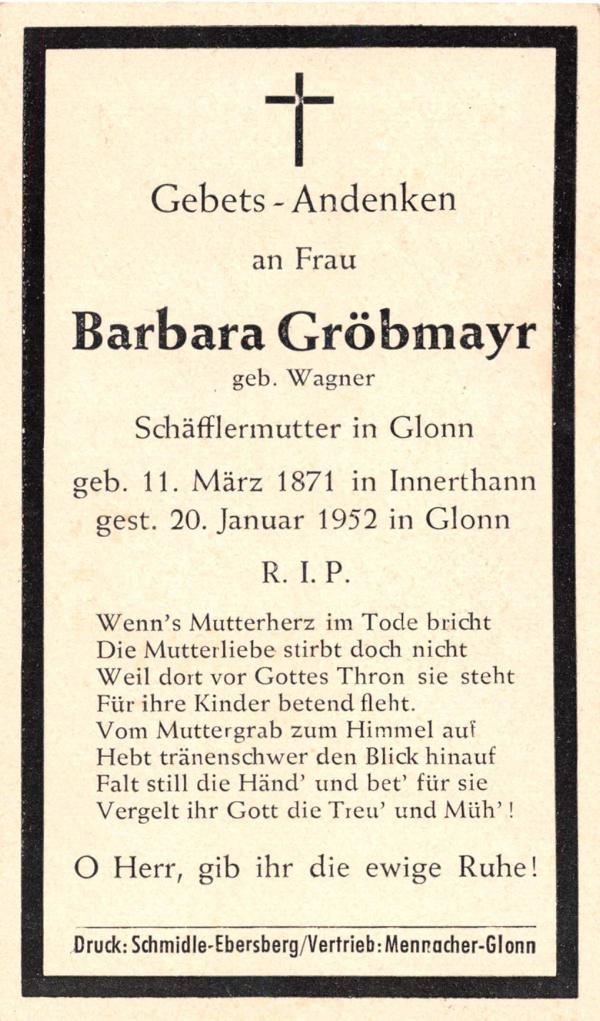 Gebets - Andenken
an Frau
Barbara Gröbmayr
geb. Wagner
Schäfflermutter in Glonn
geb. 11. März 1871 in Innerthann
gest. 20. Januar 1952 in Glonn
R. I. P.
Wenn's Mutterherz im Tode bricht
Die Mutterliebe stirbt doch nicht
Weil dort vor Gottes Thron sie steht
Für ihre Kinder betend fleht.
Vom Muttergrab zum Himmel auf
Hebt tränenschwer den Blick hinauf
Falt still die Händ' und bet' für sie
Vergelt ihr Gott die Treu' und Müh'!
O Herr, gib ihr die ewige Ruhe!
Druck: Schmidle-Ebersberg/Vertrieb: Mennacher-Glonn